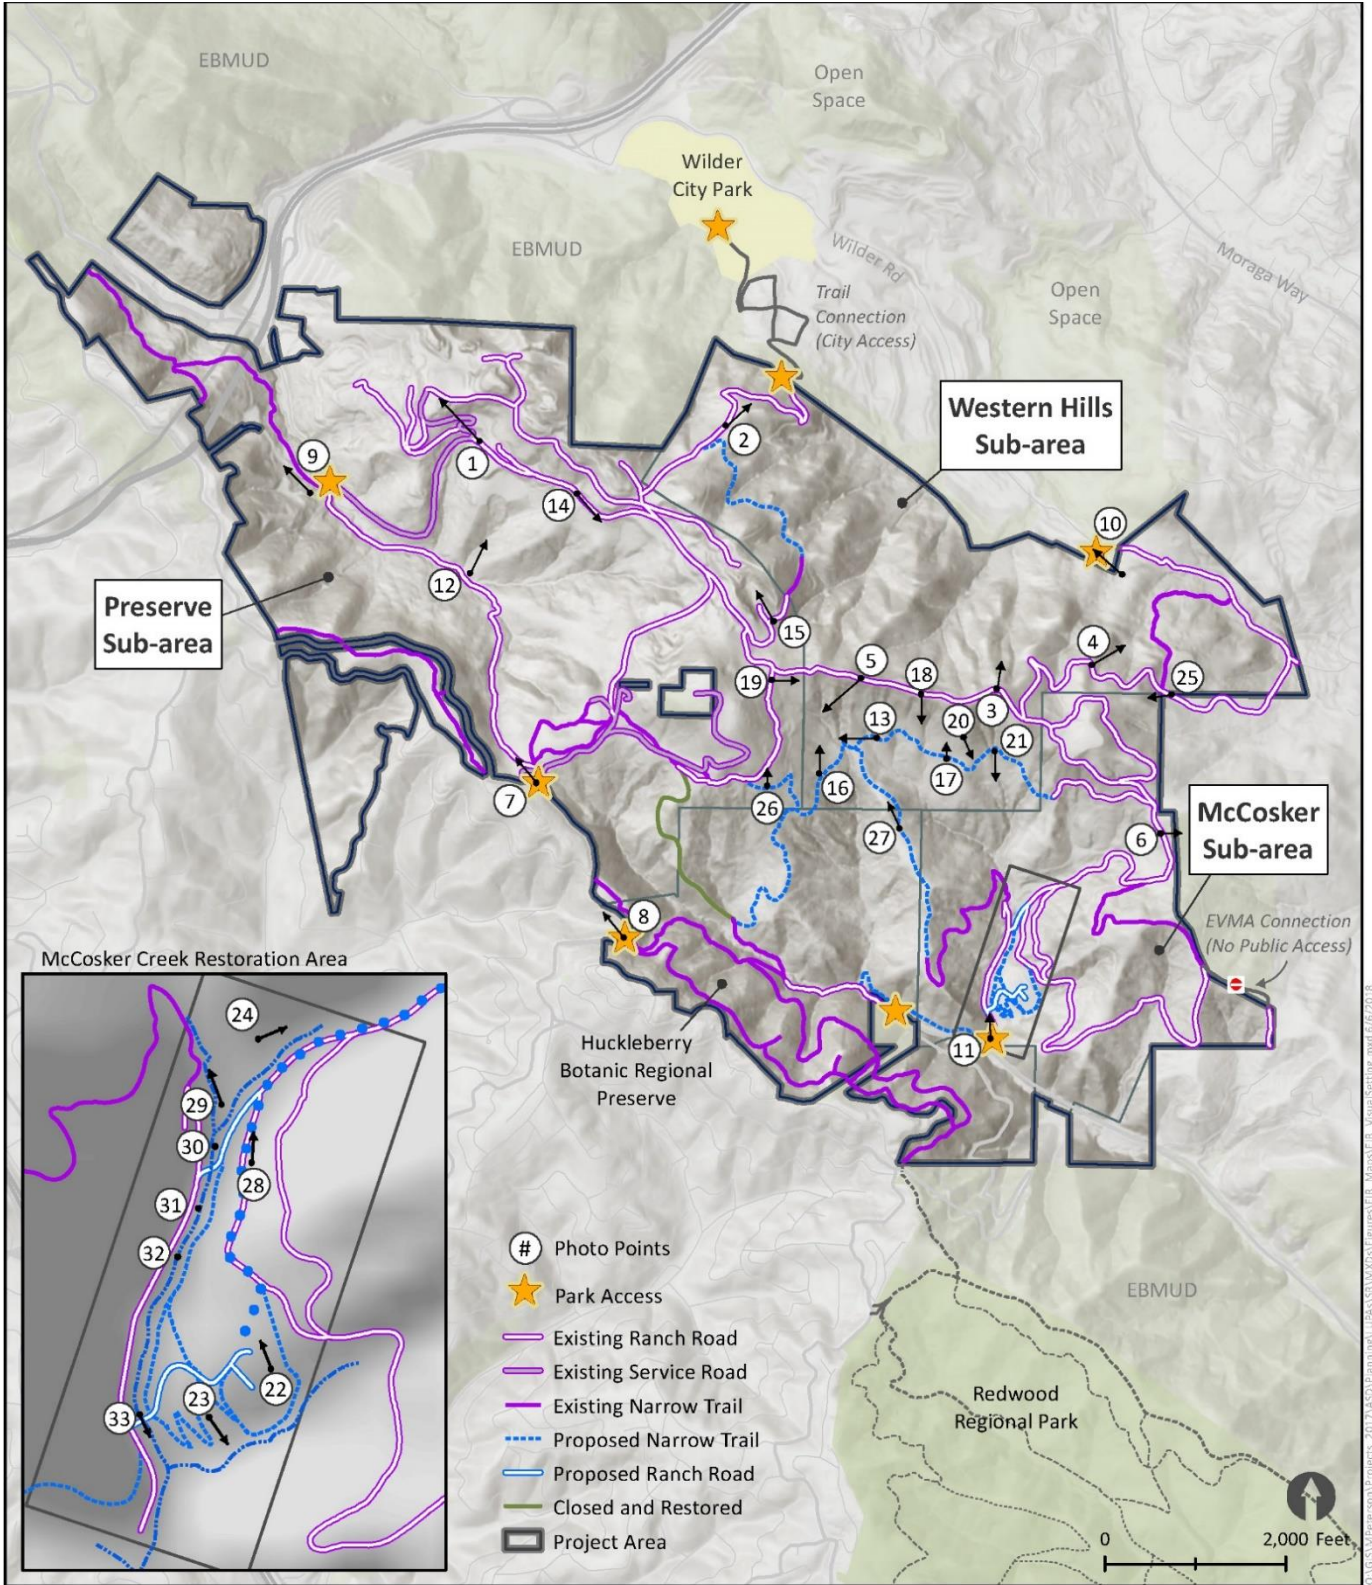 EBMUD
Open
Space
Wilder
City Park
EBMUD
Wilder Rd
Moraga Way
Trail
Connection
(City Access)
Open
Space
Western Hills
Sub-area
2
9
1
14
10
12
Preserve
Sub-area
15
4
5
18
19
25
3
13
20
21
7
16
17
26
27
6
McCosker
Sub-area
8
EVMA Connection
(No Public Access)
McCosker Creek Restoration Area
24
Huckleberry
Botanic Regional
Preserve
11
29
30
28
31
32
22
23
33
# Photo Points
Park Access
Existing Ranch Road
Existing Service Road
Existing Narrow Trail
Proposed Narrow Trail
Proposed Ranch Road
Closed and Restored
Project Area
EBMUD
Redwood
Regional Park
0 2,000 Feet